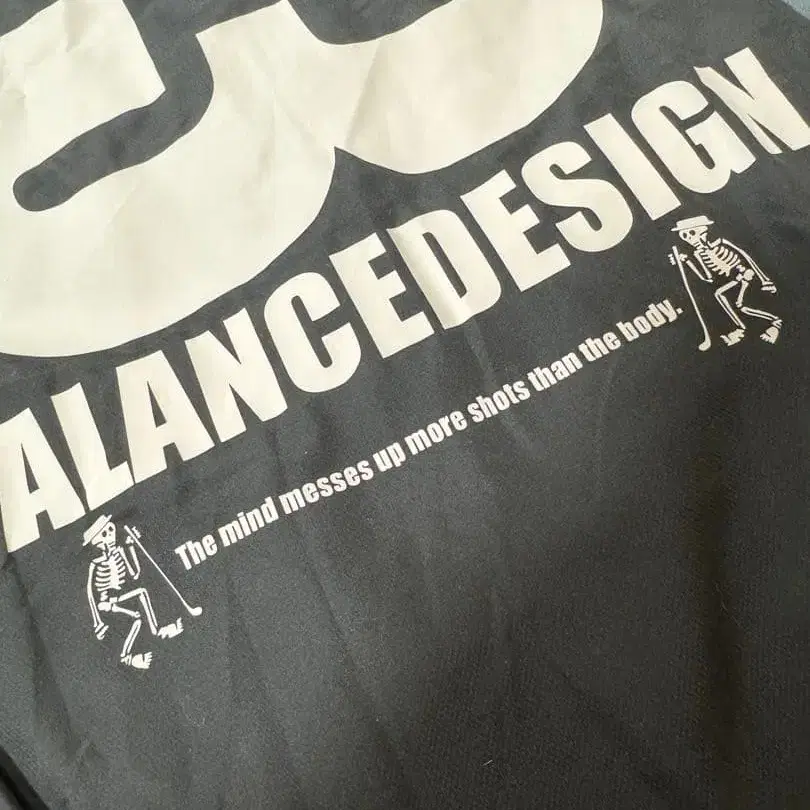 ALANCEDESIGN
The mind messes up more shots than the body.